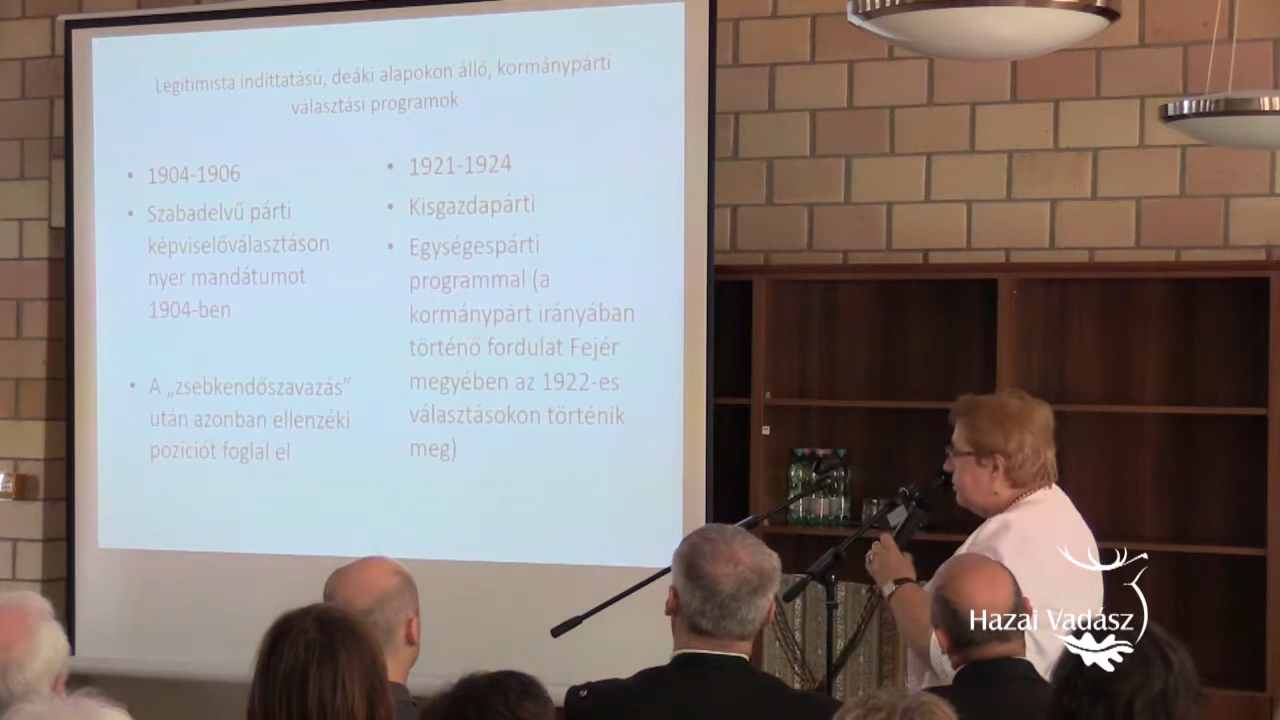 Legitimista indíttatású, deáki alapokon álló, kormánypárti
választási programok
• 1904-1906
• Szabadelvű párti
képviselőválasztáson
nyer mandátumot
1904-ben
• A „zsebkendőszavazás”
után azonban ellenzéki
pozíciót foglal el
• 1921-1924
• Kisgazdapárti
• Egységespárti
programmal (a
kormánypárt irányában
történő fordulat Fejér
megyében az 1922-es
választásokon történik
meg)
Hazai Vadász